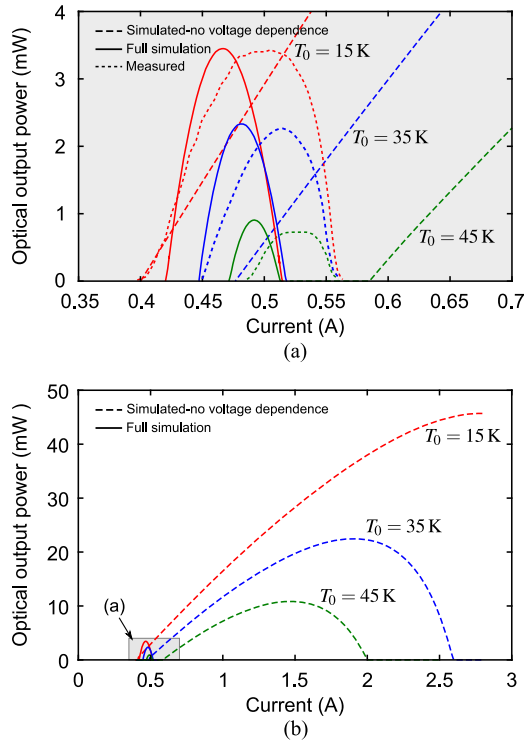 4
3
2
1
0
Optical output power (mW)
Simulated-no voltage dependence
Full simulation
Measured
T₀ = 15 K
T₀ = 35 K
T₀ = 45 K
0.35 0.4 0.45 0.5 0.55 0.6 0.65 0.7
Current (A)
(a)
50
40
30
20
10
0
Optical output power (mW )
Simulated-no voltage dependence
Full simulation
T₀ = 15 K
T₀ = 35 K
T₀ = 45 K
(a)
0 0.5 1 1.5 2 2.5 3
Current (A)
(b)